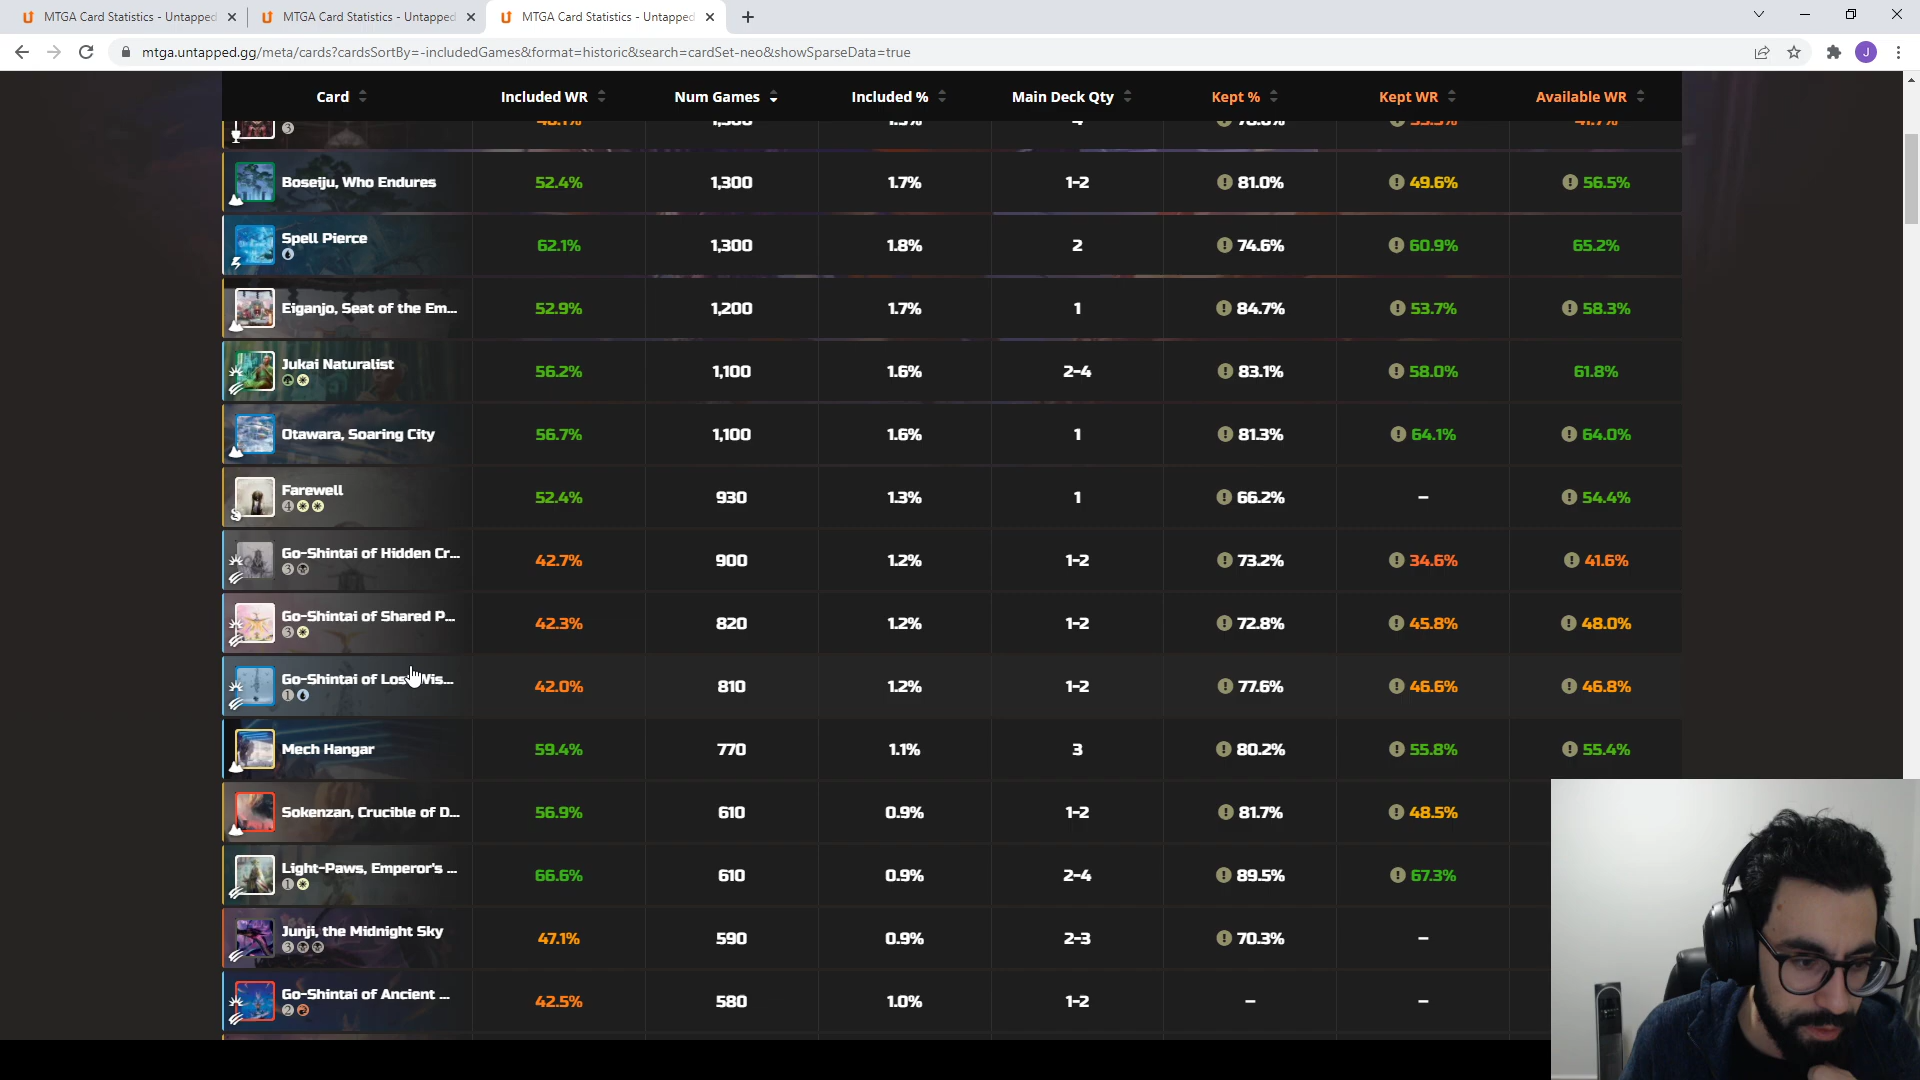 MTGA Card Statistics - Untapped
MTGA Card Statistics - Untapped
MTGA Card Statistics - Untapped
mtga.untapped.gg/meta/cards?cardsSortBy=-includedGames&format=historic&search=cardSet-neo&showSparseData=true
J
Card Included WR Num Games Included % Main Deck Qty Kept % Kept WR Available WR
3
Boseiju, Who Endures 52.4% 1,300 1.7% 1-2 81.0% 49.6% 56.5%
Spell Pierce 62.1% 1,300 1.8% 2 74.6% 60.9% 65.2%
Eiganjo, Seat of the Em... 52.9% 1,200 1.7% 1 84.7% 53.7% 58.3%
Jukai Naturalist 56.2% 1,100 1.6% 2-4 83.1% 58.0% 61.8%
Otawara, Soaring City 56.7% 1,100 1.6% 1 81.3% 64.1% 64.0%
Farewell 52.4% 930 1.3% 1 66.2% – 54.4%
4
Go-Shintai of Hidden Cr... 42.7% 900 1.2% 1-2 73.2% 34.6% 41.6%
3
Go-Shintai of Shared P... 42.3% 820 1.2% 1-2 72.8% 45.8% 48.0%
3
Go-Shintai of Los Wis... 42.0% 810 1.2% 1-2 77.6% 46.6% 46.8%
1
Mech Hangar 59.4% 770 1.1% 3 80.2% 55.8% 55.4%
Sokenzan, Crucible of D... 56.9% 610 0.9% 1-2 81.7% 48.5%
Light-Paws, Emperor's ... 66.6% 610 0.9% 2-4 89.5% 67.3%
1
Junji, the Midnight Sky 47.1% 590 0.9% 2-3 70.3% –
3
Go-Shintai of Ancient ... 42.5% 580 1.0% 1-2 – –
2